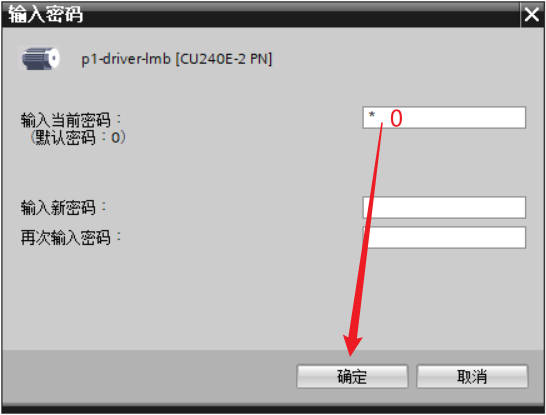 输入密码
p1-driver-lmb [CU240E-2 PN]
输入当前密码：
（默认密码：0）
* 0
输入新密码：
再次输入密码：
确定 取消